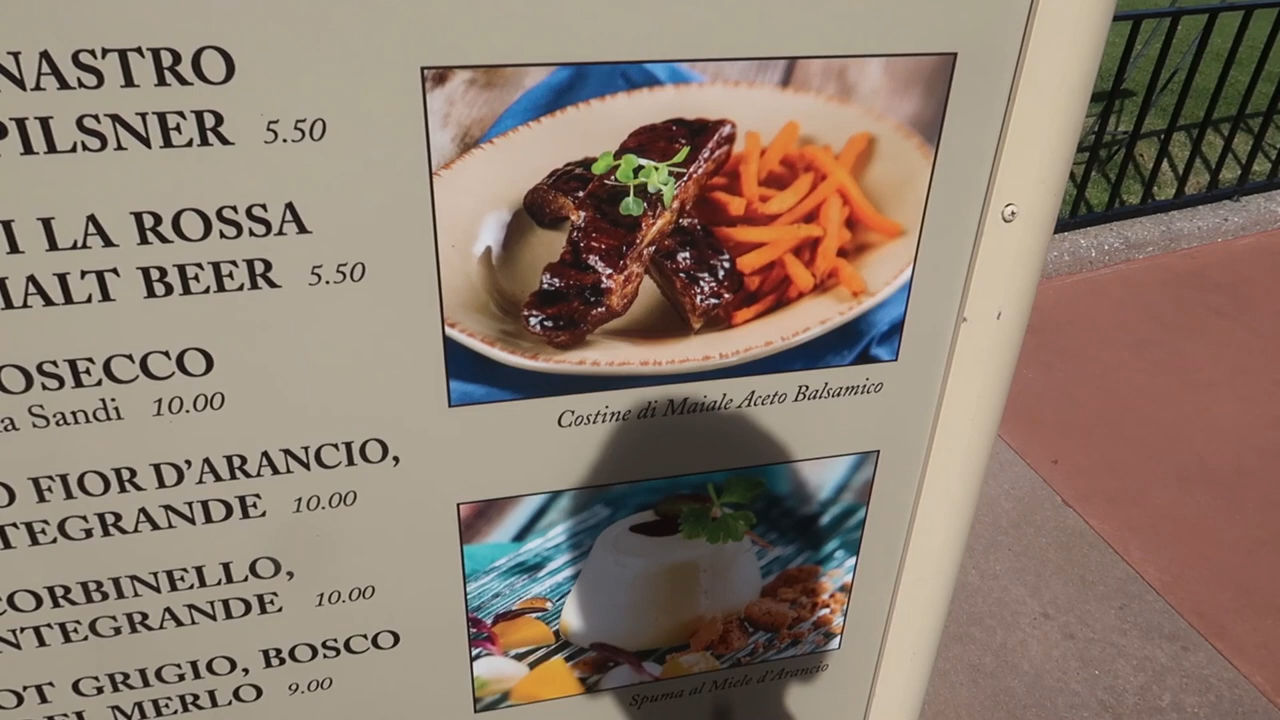 NASTRO
PILSNER 5.50
I LA ROSSA
MALT BEER 5.50
OSECCO
a Sandi 10.00
O FIOR D'ARANCIO,
TEGRANDE 10.00
CORBINELLO,
NTEGRANDE 10.00
OT GRIGIO, BOSCO
DEL MERLO 9.00
Costine di Maiale Aceto Balsamico
Spuma al Miele d'Arancio